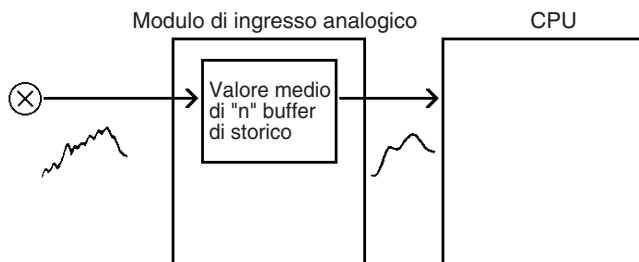 Modulo di ingresso analogico
CPU
Valore medio
di "n" buffer
di storico